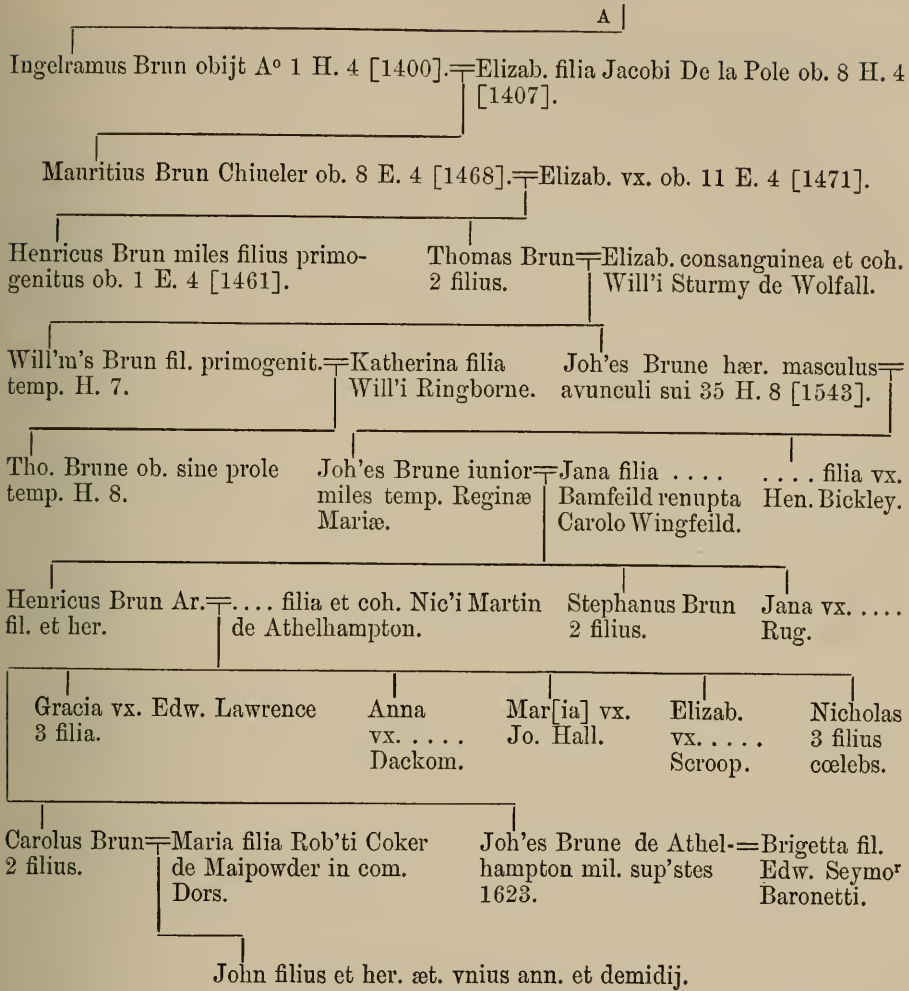 A
Ingelramus Brun obijt Aº 1 H. 4 [1400].=Elizab. filia Jacobi De la Pole ob. 8 H. 4
[1407].
Mauritius Brun Chiueler ob. 8 E. 4 [1468].=Elizab. vx. ob. 11 E. 4 [1471].
Henricus Brun miles filius primo-
genitus ob. 1 E. 4 [1461].
Thomas Brun=Elizab. consanguinea et coh.
2 filius. Will'i Sturmy de Wolfall.
Will'm's Brun fil. primogenit.=Katherina filia
temp. H. 7. Will'i Ringborne.
Joh'es Brune hær. masculus=
avunculi sui 35 H. 8 [1543].
Tho. Brune ob. sine prole
temp. H. 8.
Joh'es Brune iunior=Jana filia ....
miles temp. Reginæ Bamfeild renupta
Mariæ. Carolo Wingfeild.
.... filia vx.
Hen. Bickley.
Henricus Brun Ar.=.... filia et coh. Nic'i Martin
fil. et her. de Athelhampton.
Stephanus Brun
2 filius.
Jana vx. .....
Rug.
Gracia vx. Edw. Lawrence
3 filia.
Anna
vx. .....
Dackom.
Mar[ia] vx.
Jo. Hall.
Elizab.
vx. .....
Scroop.
Nicholas
3 filius
cœlebs.
Carolus Brun=Maria filia Rob'ti Coker
2 filius. de Maipowder in com.
Dors.
Joh'es Brune de Athel-=Brigetta fil.
hampton mil. sup'stes Edw. Seymoʳ
1623. Baronetti.
John filius et her. æt. vnius ann. et demidij.